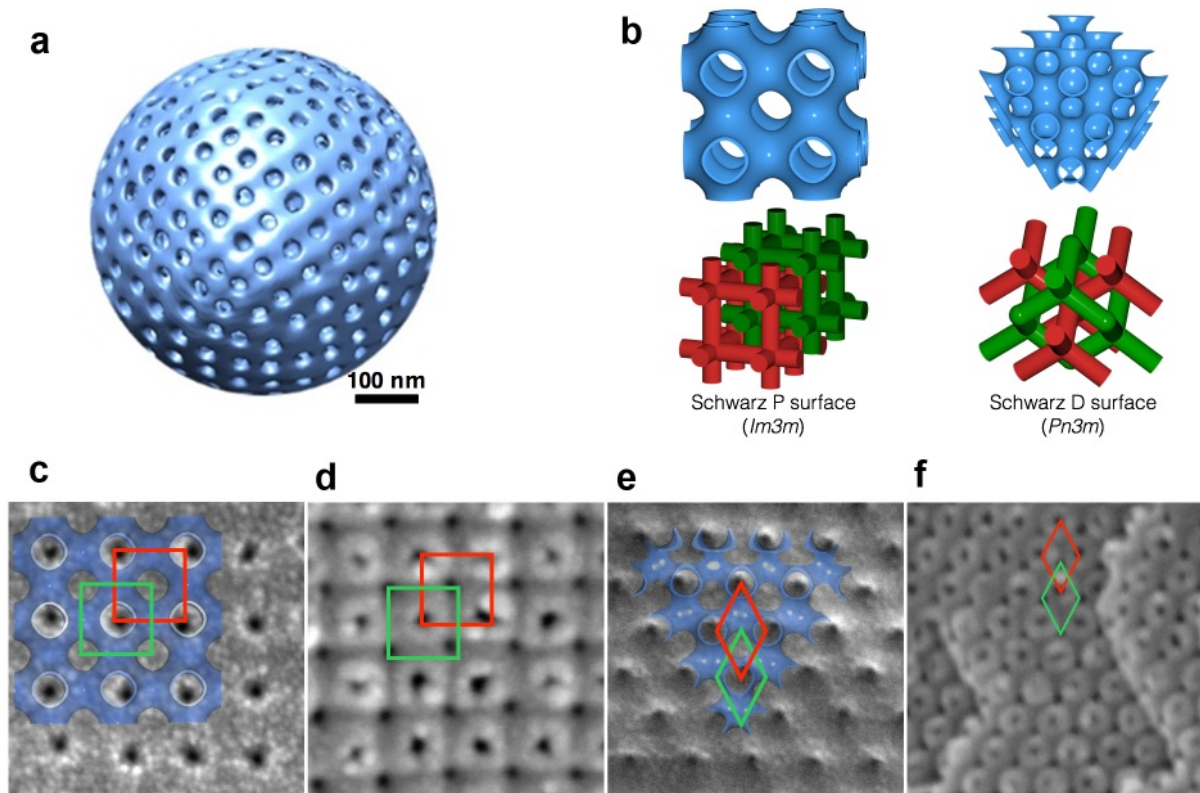 a
b
100 nm
Schwarz P surface
(Im3m)
Schwarz D surface
(Pn3m)
c
d
e
f